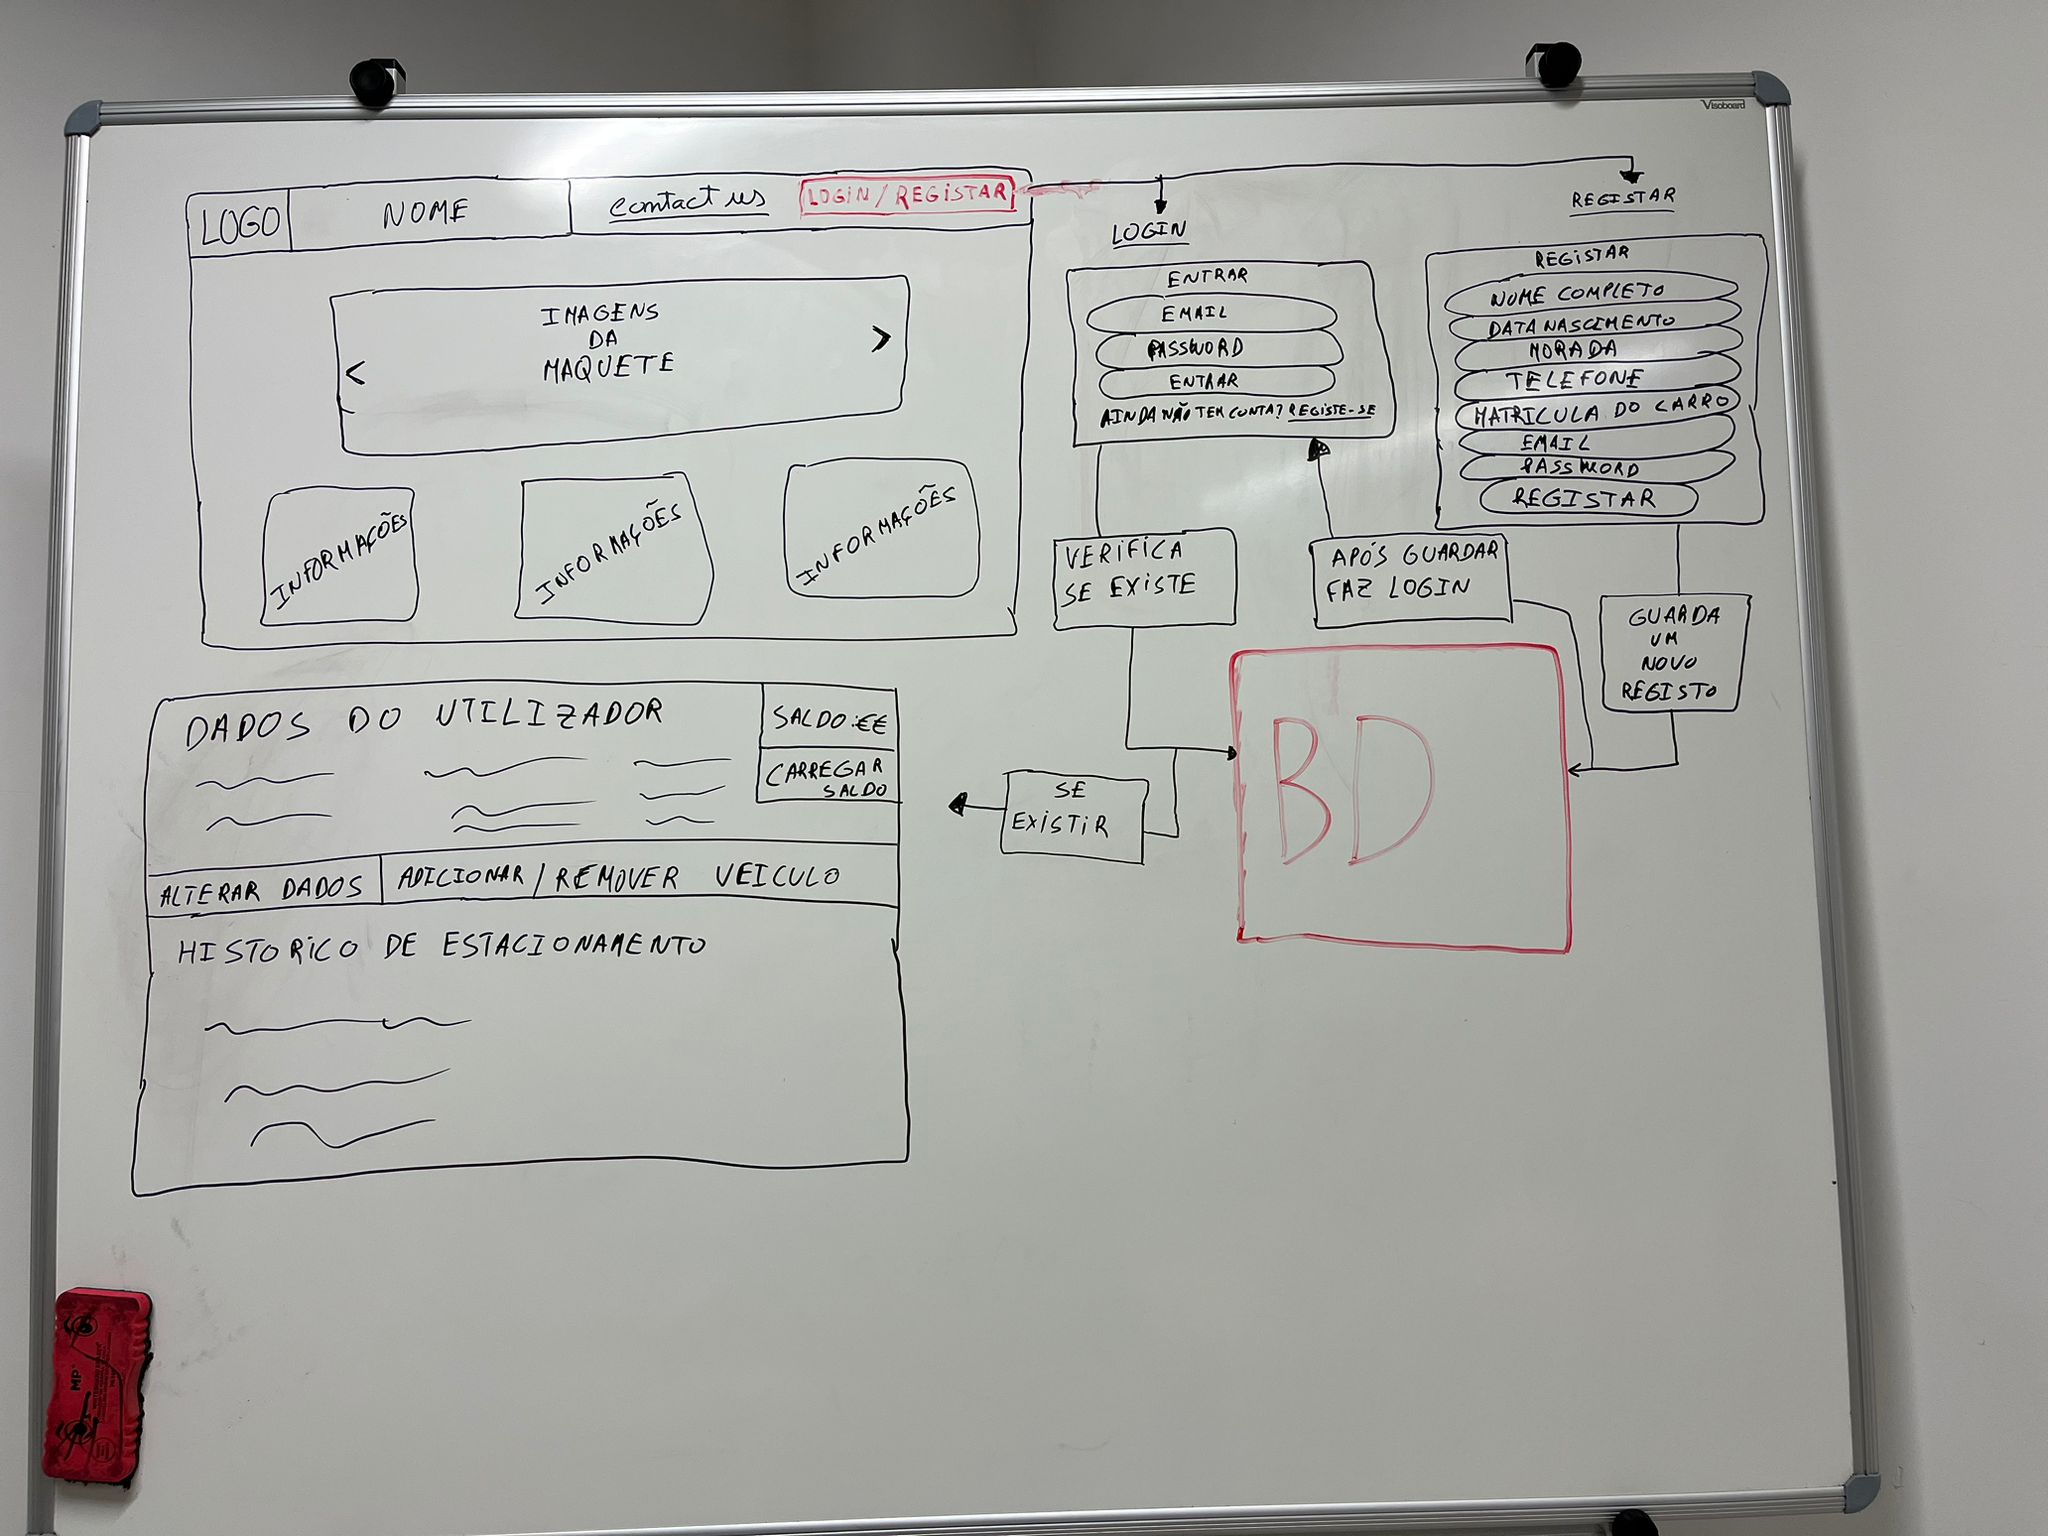 Visoboard
LOGO
NOME
contact us
LOGIN / REGISTAR
IMAGENS
DA
MAQUETE
<
>
INFORMAÇÕES
INFORMAÇÕES
INFORMAÇÕES
LOGIN
ENTRAR
EMAIL
PASSWORD
ENTRAR
AINDA NÃO TEM CONTA? REGISTE-SE
REGISTAR
REGISTAR
NOME COMPLETO
DATA NASCIMENTO
MORADA
TELEFONE
MATRICULA DO CARRO
EMAIL
PASSWORD
REGISTAR
VERIFICA
SE EXISTE
APÓS GUARDAR
FAZ LOGIN
GUARDA
UM
NOVO
REGISTO
BD
SE
EXISTIR
DADOS DO UTILIZADOR
SALDO:€€
CARREGAR
SALDO
ALTERAR DADOS
ADICIONAR / REMOVER VEICULO
HISTORICO DE ESTACIONAMENTO
MP